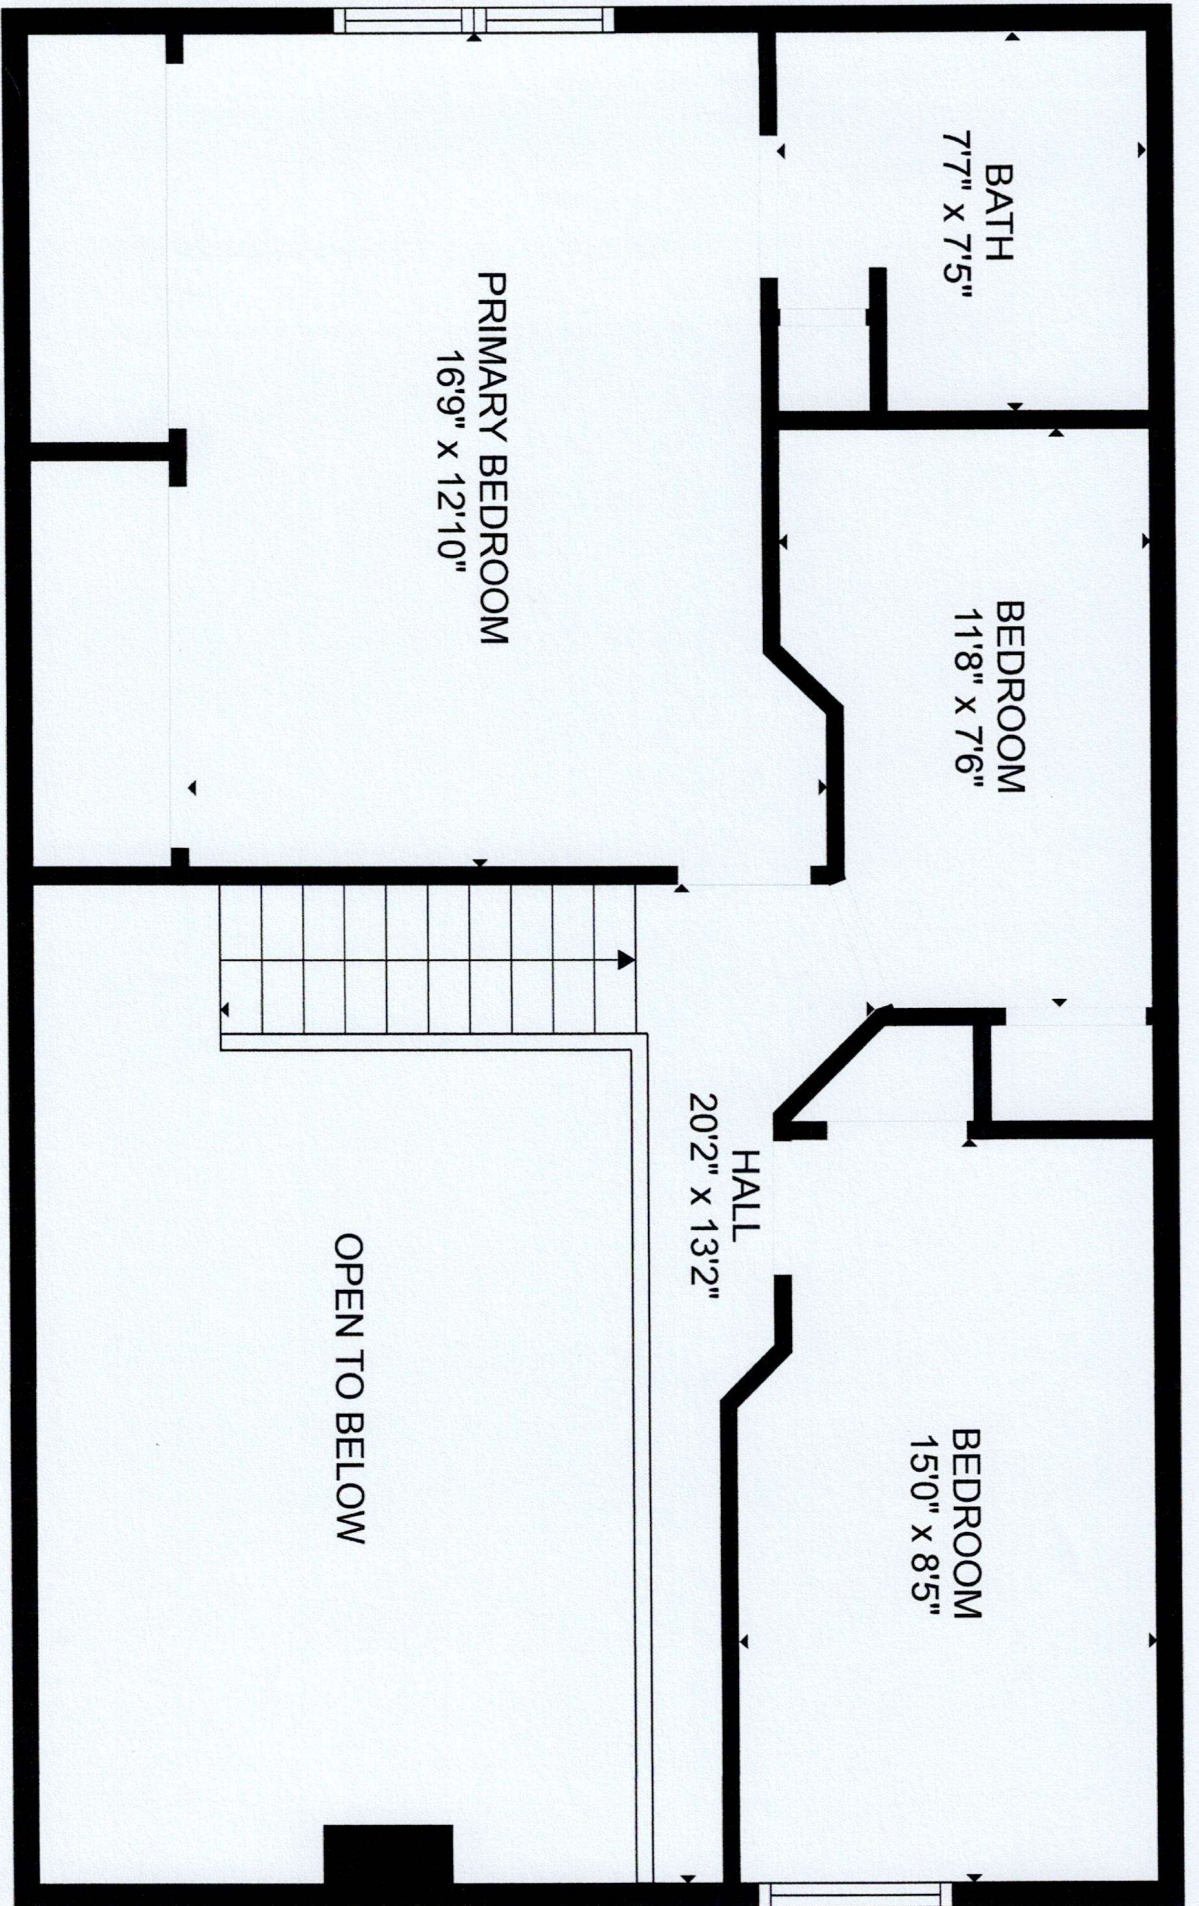 BATH
7'7" x 7'5"
PRIMARY BEDROOM
16'9" x 12'10"
BEDROOM
11'8" x 7'6"
HALL
20'2" x 13'2"
BEDROOM
15'0" x 8'5"
OPEN TO BELOW